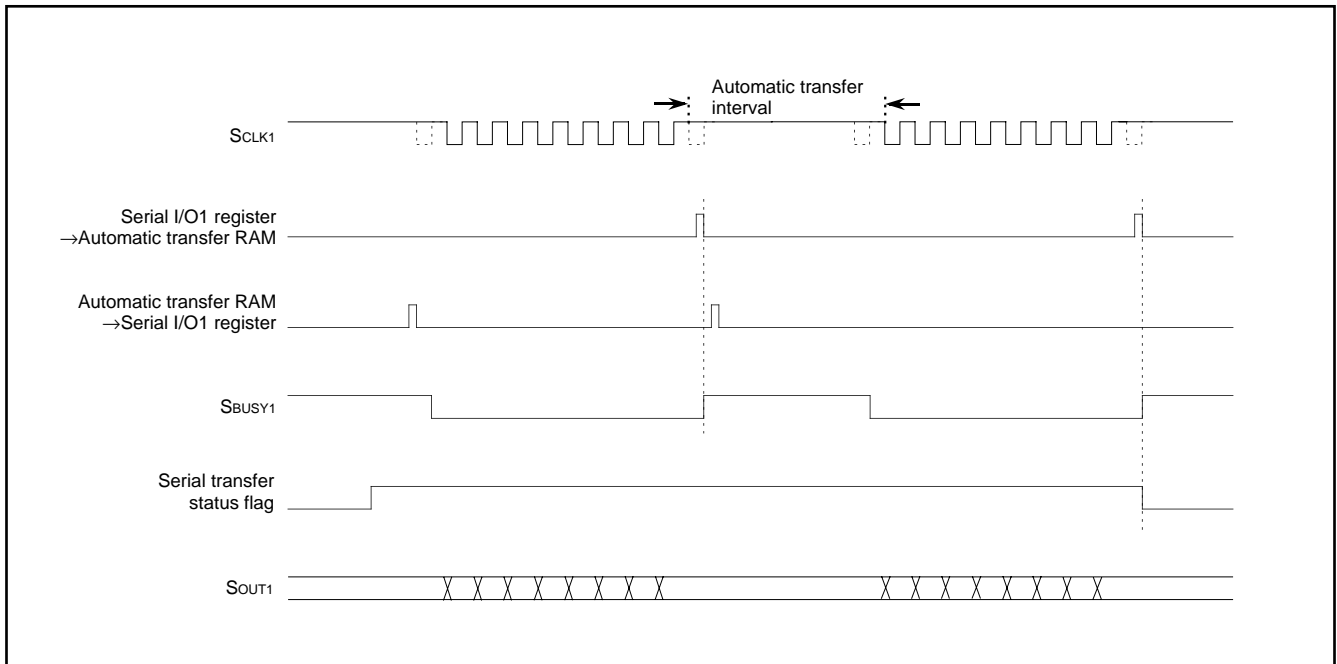 Automatic transfer
interval
SCLK1
Serial I/O1 register
→Automatic transfer RAM
Automatic transfer RAM
→Serial I/O1 register
SBUSY1
Serial transfer
status flag
SOUT1